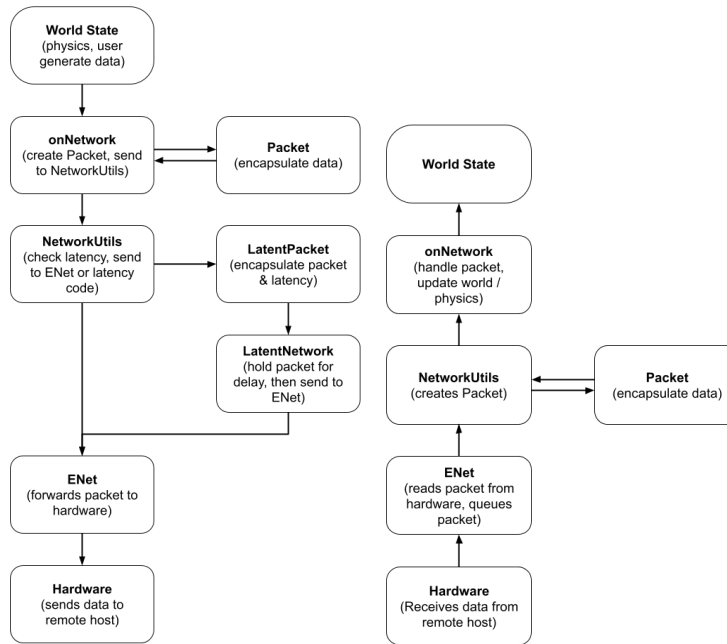 World State
(physics, user
generate data)
onNetwork
(create Packet, send
to NetworkUtils)
Packet
(encapsulate data)
NetworkUtils
(check latency, send
to ENet or latency
code)
LatentPacket
(encapsulate packet
& latency)
LatentNetwork
(hold packet for
delay, then send to
ENet)
ENet
(forwards packet to
hardware)
Hardware
(sends data to
remote host)
World State
onNetwork
(handle packet,
update world /
physics)
NetworkUtils
(creates Packet)
Packet
(encapsulate data)
ENet
(reads packet from
hardware, queues
packet)
Hardware
(Receives data from
remote host)